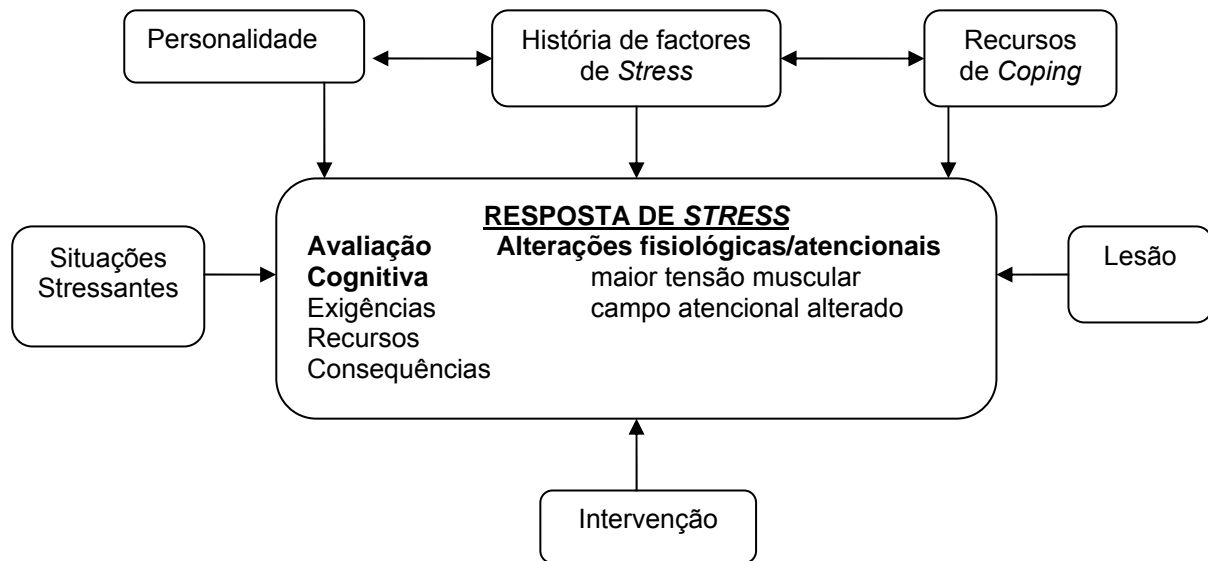 Personalidade
História de factores
de Stress
Recursos
de Coping
RESPOSTA DE STRESS
Avaliação
Cognitiva
Exigências
Recursos
Consequências
Alterações fisiológicas/atencionais
maior tensão muscular
campo atencional alterado
Situações
Stressantes
Lesão
Intervenção